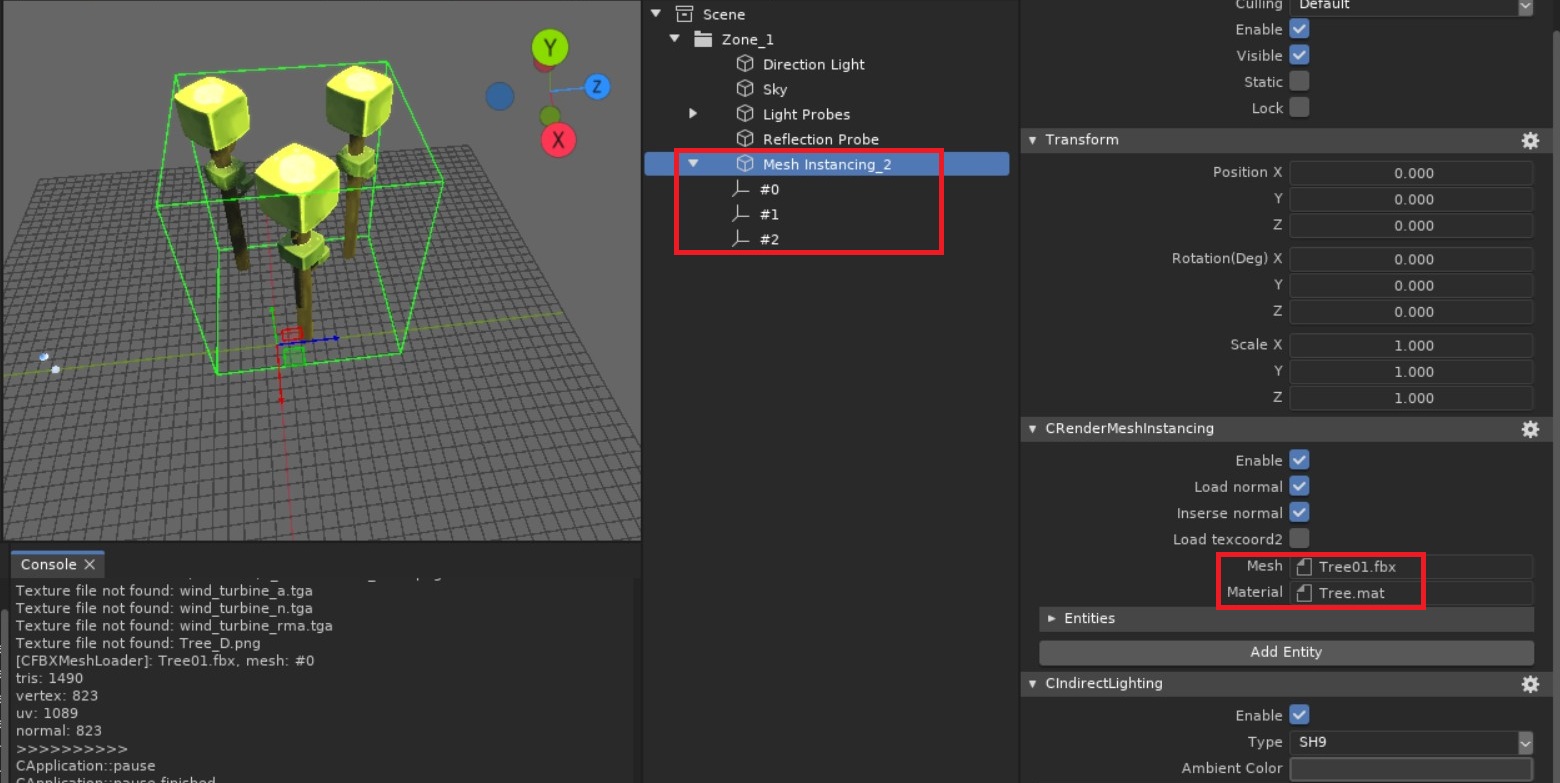 Y
Z
X
Console
Texture file not found: wind_turbine_a.tga
Texture file not found: wind_turbine_n.tga
Texture file not found: wind_turbine_rma.tga
Texture file not found: Tree_D.png
[CFBXMeshLoader]: Tree01.fbx, mesh: #0
tris: 1490
vertex: 823
uv: 1089
normal: 823
>>>>>>>>>>
CApplication::pause
CApplication::pause finished
Scene
Zone_1
Direction Light
Sky
Light Probes
Reflection Probe
Mesh Instancing_2
#0
#1
#2
Culling Default
Enable
Visible
Static
Lock
Transform
Position X 0.000
Y 0.000
Z 0.000
Rotation(Deg) X 0.000
Y 0.000
Z 0.000
Scale X 1.000
Y 1.000
Z 1.000
CRenderMeshInstancing
Enable
Load normal
Inserse normal
Load texcoord2
Mesh Tree01.fbx
Material Tree.mat
Entities
Add Entity
CIndirectLighting
Enable
Type SH9
Ambient Color